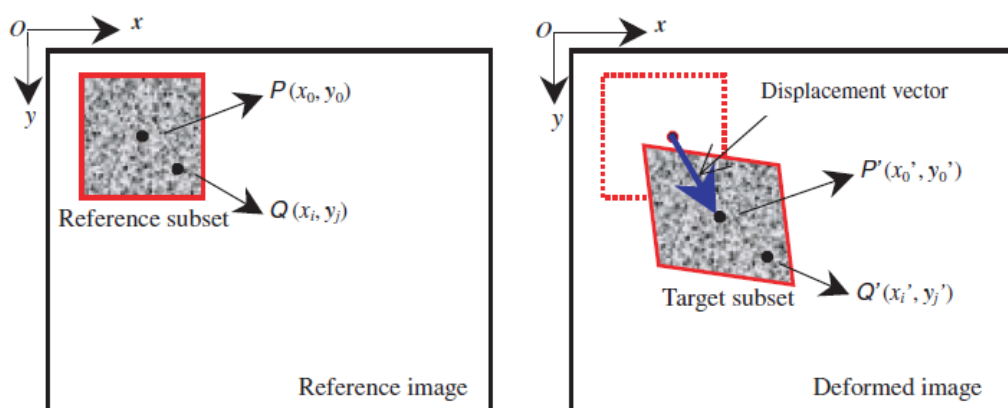 O x
y
P(x₀, y₀)
Q(xᵢ, yⱼ)
Reference subset
Reference image
O x
y
Displacement vector
P'(x₀', y₀')
Q'(xᵢ', yⱼ')
Target subset
Deformed image